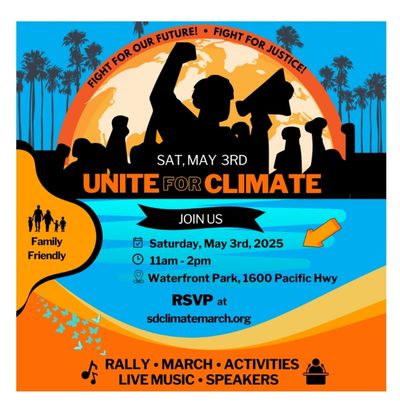 FIGHT FOR OUR FUTURE! • FIGHT FOR JUSTICE!
SAT, MAY 3RD
UNITE FOR CLIMATE
JOIN US
Family
Friendly
Saturday, May 3rd, 2025
11am - 2pm
Waterfront Park, 1600 Pacific Hwy
RSVP at
sdclimatemarch.org
RALLY • MARCH • ACTIVITIES
LIVE MUSIC • SPEAKERS